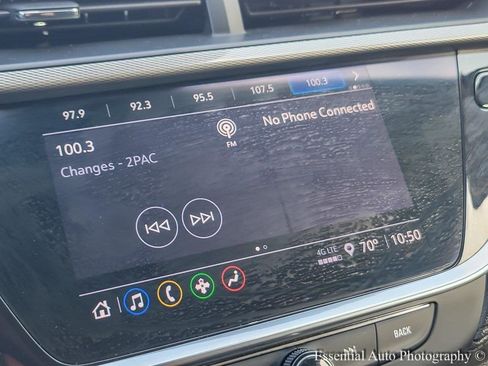 97.9 92.3 95.5 107.5 100.3
100.3
FM
No Phone Connected
Changes - 2PAC
4G LTE 70° 10:50
BACK
Essential Auto Photography